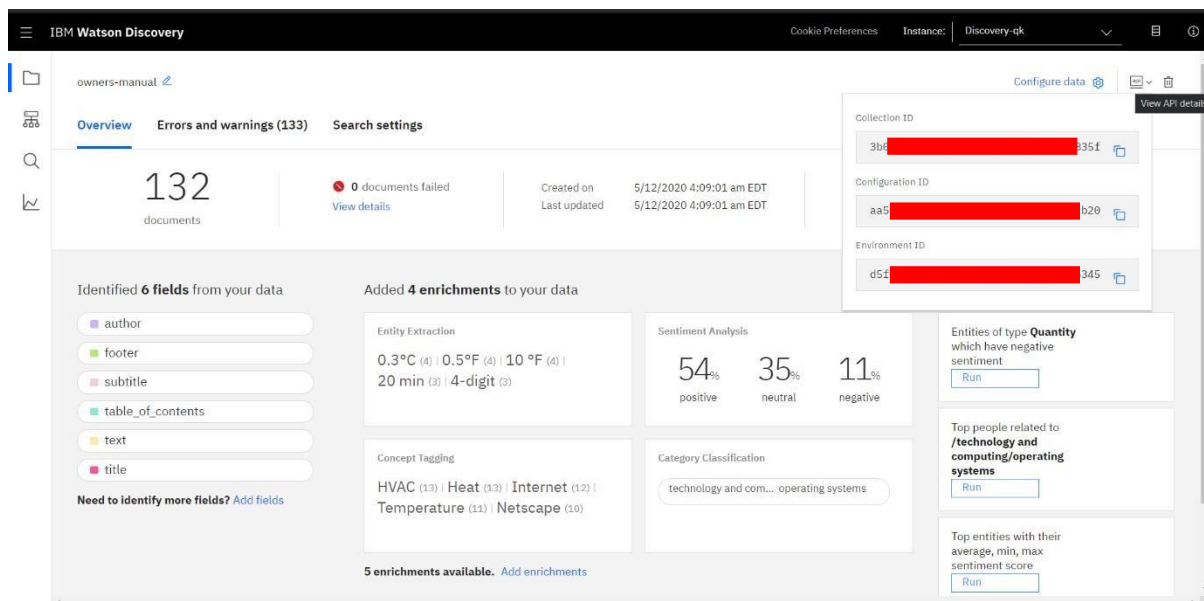 IBM Watson Discovery
Cookie Preferences
Instance:
Discovery-qk
owners-manual
Configure data
View API details
Overview
Errors and warnings (133)
Search settings
132
documents
0 documents failed
View details
Created on 5/12/2020 4:09:01 am EDT
Last updated 5/12/2020 4:09:01 am EDT
Collection ID
3b0 335f
Configuration ID
aa5 b20
Environment ID
d5f 345
Identified 6 fields from your data
author
footer
subtitle
table_of_contents
text
title
Need to identify more fields? Add fields
Added 4 enrichments to your data
Entity Extraction
0.3°C (4) | 0.5°F (4) | 10 °F (4) |
20 min (3) | 4-digit (3)
Sentiment Analysis
54% 35% 11%
positive neutral negative
Concept Tagging
HVAC (13) | Heat (13) | Internet (12) |
Temperature (11) | Netscape (10)
Category Classification
technology and com... operating systems
5 enrichments available. Add enrichments
Entities of type Quantity
which have negative
sentiment
Run
Top people related to
/technology and
computing/operating
systems
Run
Top entities with their
average, min, max
sentiment score
Run